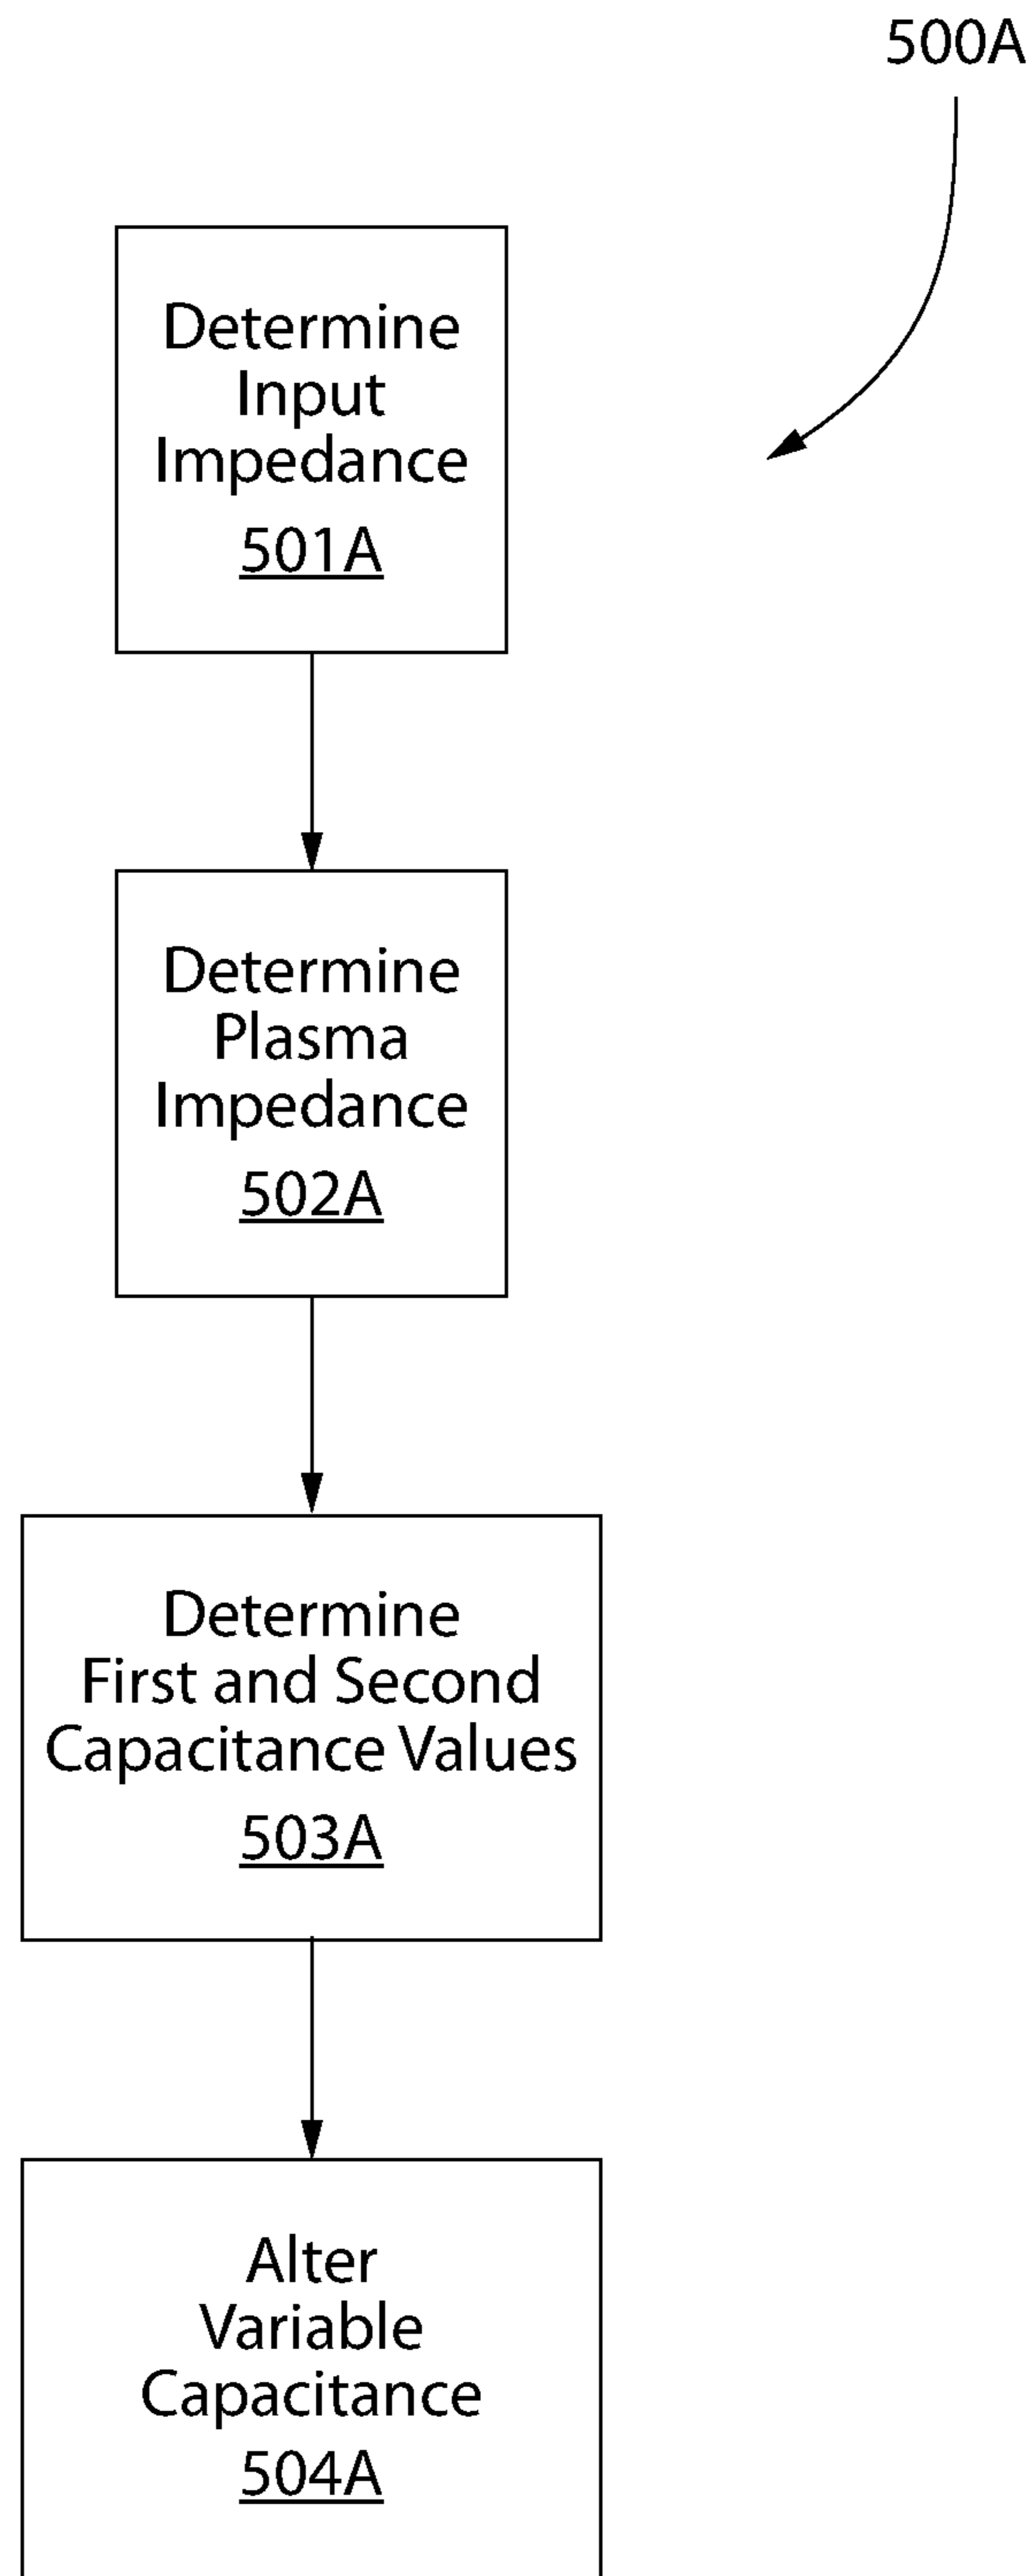 500A
Determine
Input
Impedance
501A
Determine
Plasma
Impedance
502A
Determine
First and Second
Capacitance Values
503A
Alter
Variable
Capacitance
504A